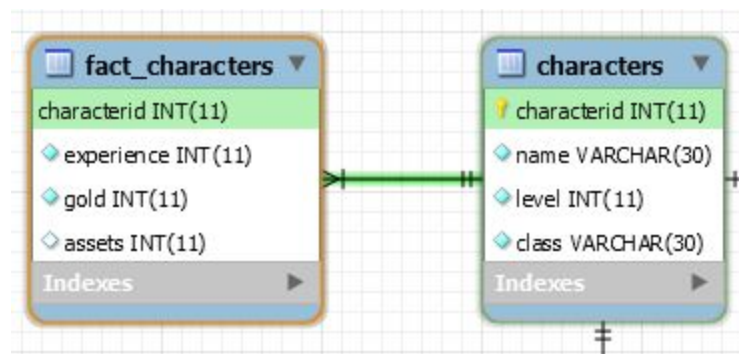 fact_characters
characterid INT(11)
experience INT(11)
gold INT(11)
assets INT(11)
Indexes
characters
characterid INT(11)
name VARCHAR(30)
level INT(11)
class VARCHAR(30)
Indexes